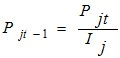 P jt −1 = P jt / I j